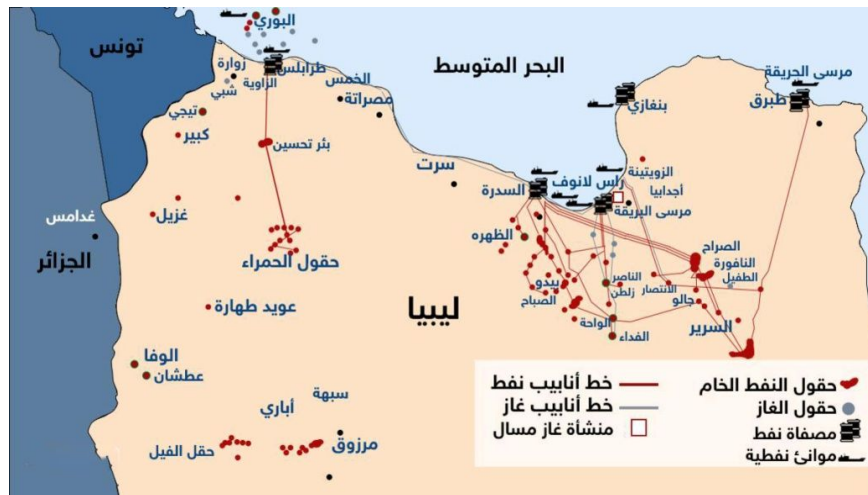 البوري
تونس
البحر المتوسط
مرسى الحريقة
طبرق
زوارة
طرابلس
الزاوية
الخمس
شبي
مصراتة
بنغازي
تيجي
كبير
بئر تحسين
سرت
السدرة
راس لانوف
الزويتينة
أجدابيا
مرسى البريقة
غدامس
غزيل
الجزائر
حقول الحمراء
الظهره
الصراح
النافورة
الطفيل
الناصر
زلطن
الانتصار
بيدو
الصباح
جالو
عويد طهارة
ليبيا
الواحة
السرير
الفداء
الوفا
عطشان
سبهة
أباري
مرزوق
حقل الفيل
حقول النفط الخام
خط أنابيب نفط
حقول الغاز
خط أنابيب غاز
مصفاة نفط
منشأة غاز مسال
موانئ نفطية